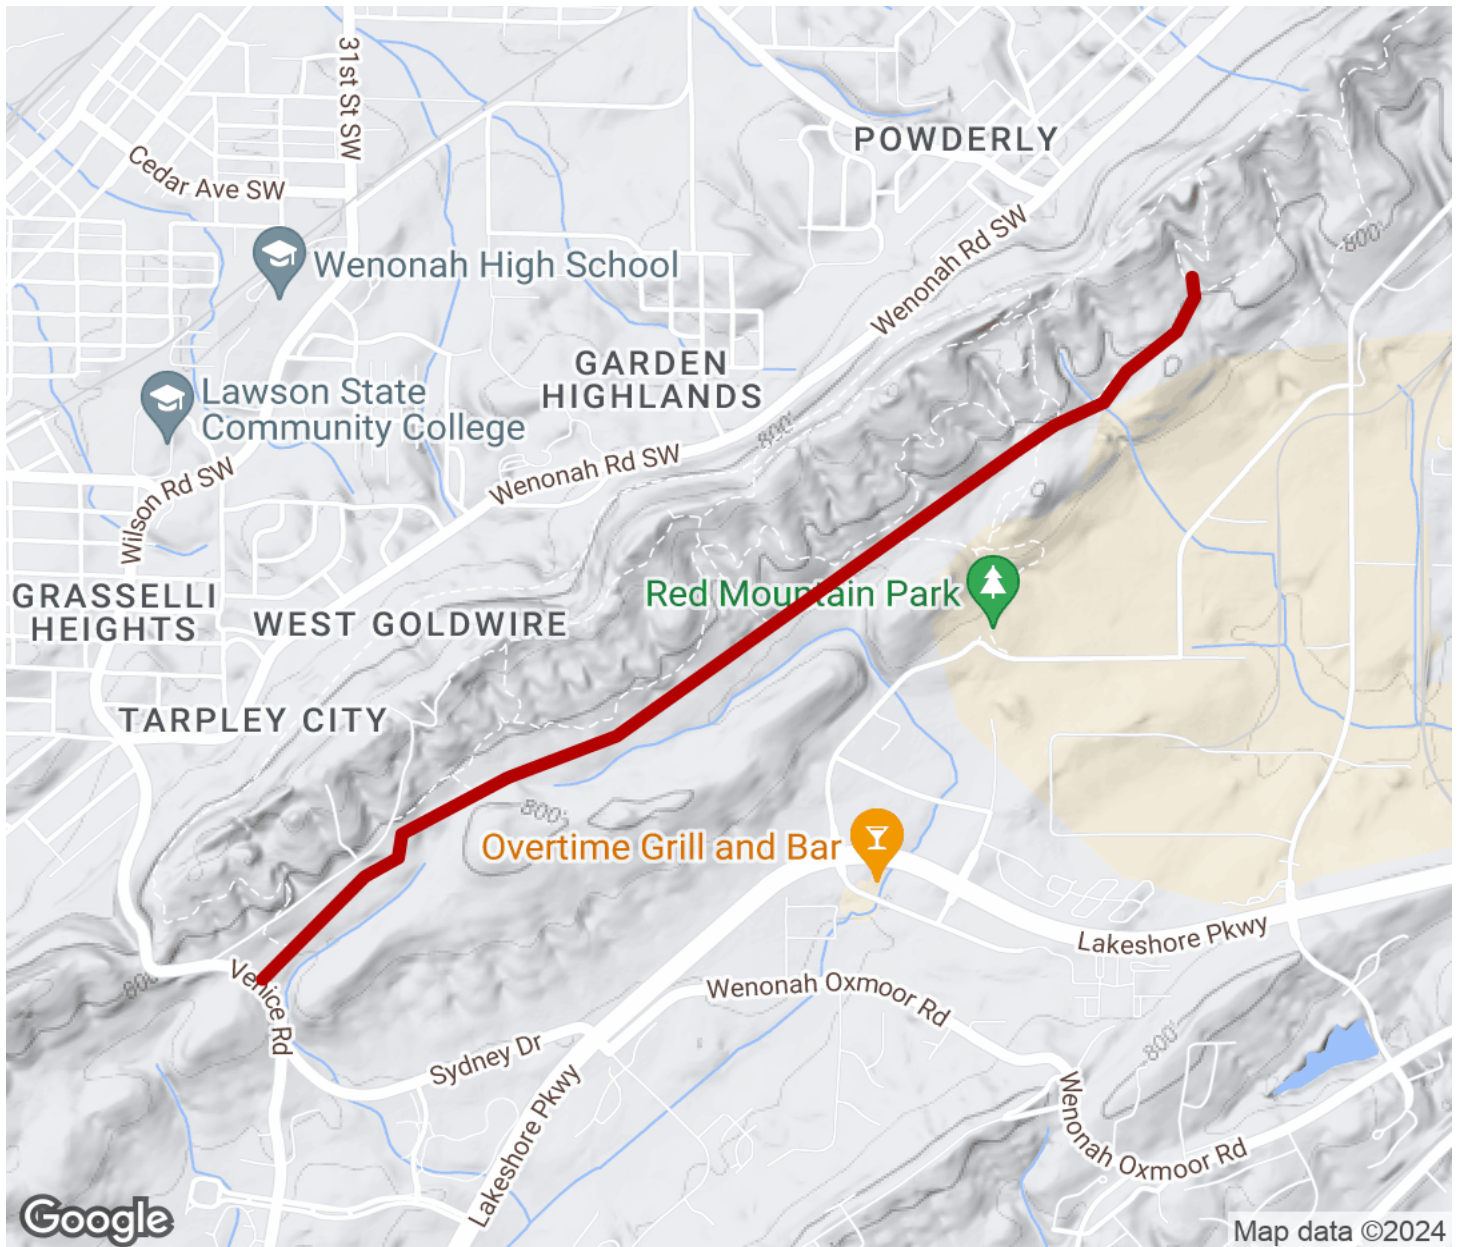 31st St SW
POWDERLY
Cedar Ave SW
Wenonah Rd SW
800'
Wenonah High School
GARDEN
HIGHLANDS
Lawson State
Community College
800'
Wenonah Rd SW
Wilson Rd SW
GRASSELLI
HEIGHTS
WEST GOLDWIRE
Red Mountain Park
TARPLEY CITY
800'
Overtime Grill and Bar
Lakeshore Pkwy
800'
Venice Rd
Wenonah Oxmoor Rd
Sydney Dr
800'
Lakeshore Pkwy
Wenonah Oxmoor Rd
Google
Map data ©2024